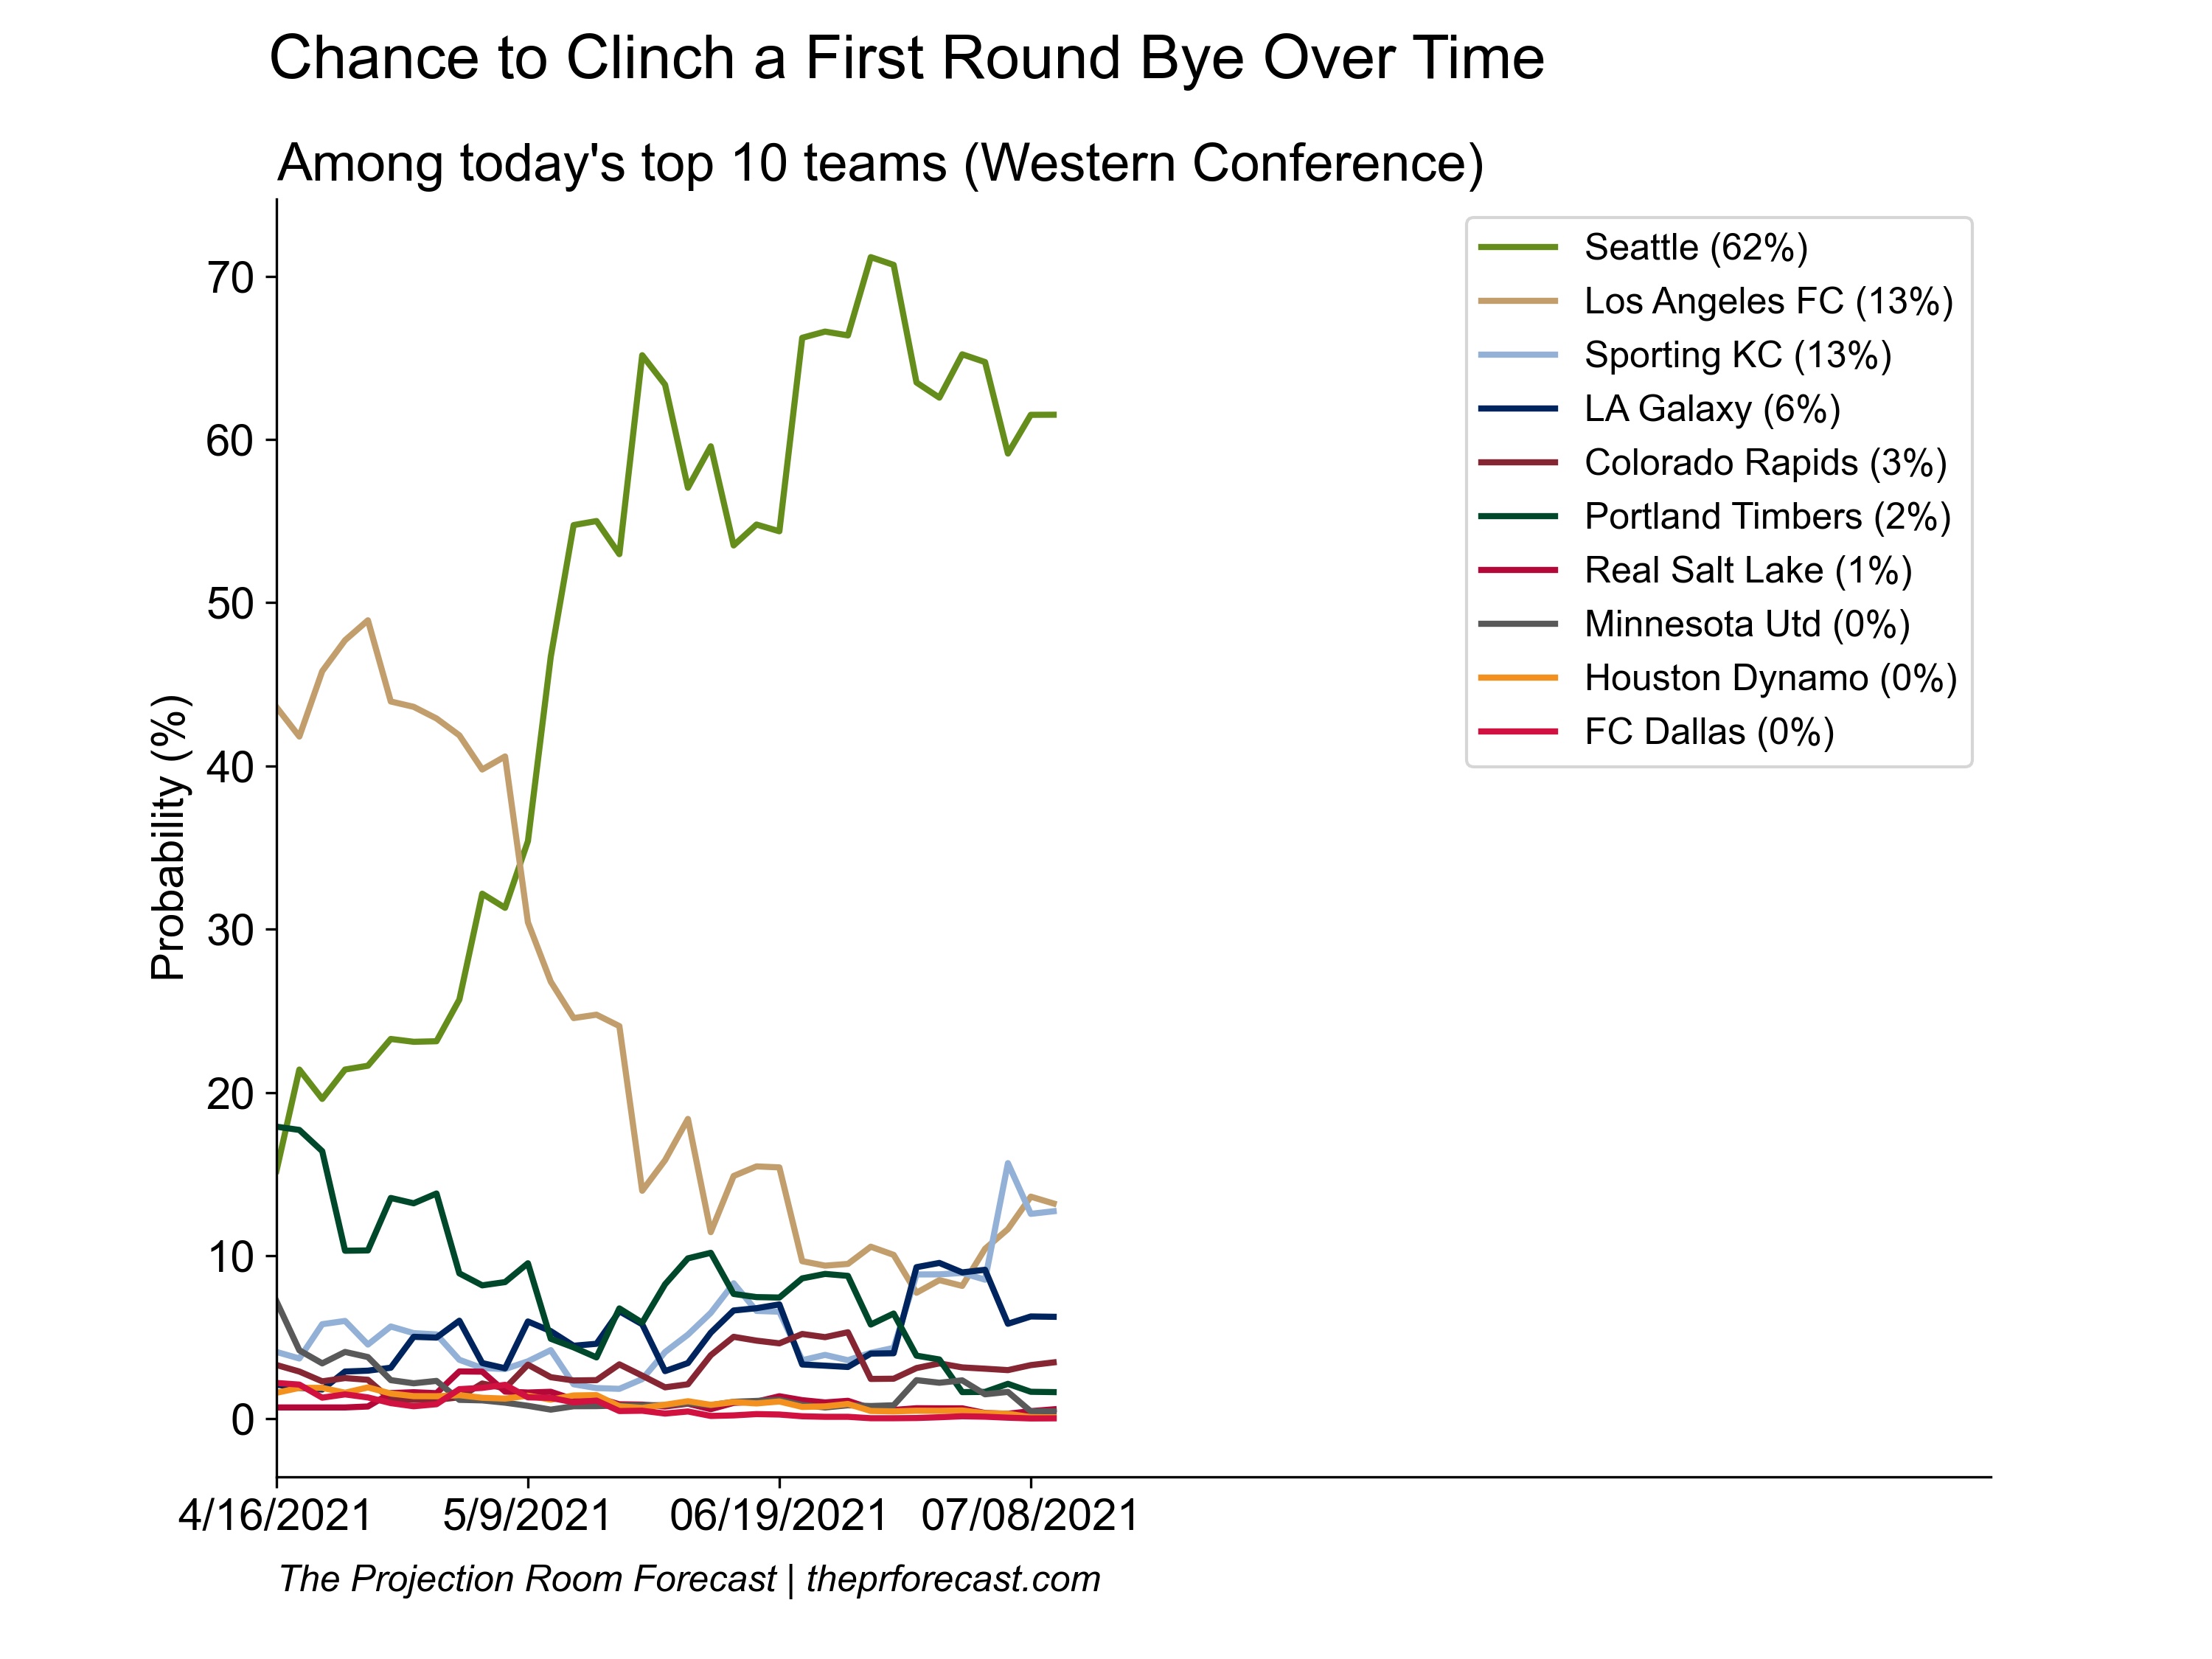 Chance to Clinch a First Round Bye Over Time
Among today's top 10 teams (Western Conference)
Seattle (62%)
Los Angeles FC (13%)
Sporting KC (13%)
LA Galaxy (6%)
Colorado Rapids (3%)
Portland Timbers (2%)
Real Salt Lake (1%)
Minnesota Utd (0%)
Houston Dynamo (0%)
FC Dallas (0%)
Probability (%)
70
60
50
40
30
20
10
0
4/16/2021 5/9/2021 06/19/2021 07/08/2021
The Projection Room Forecast | theprforecast.com